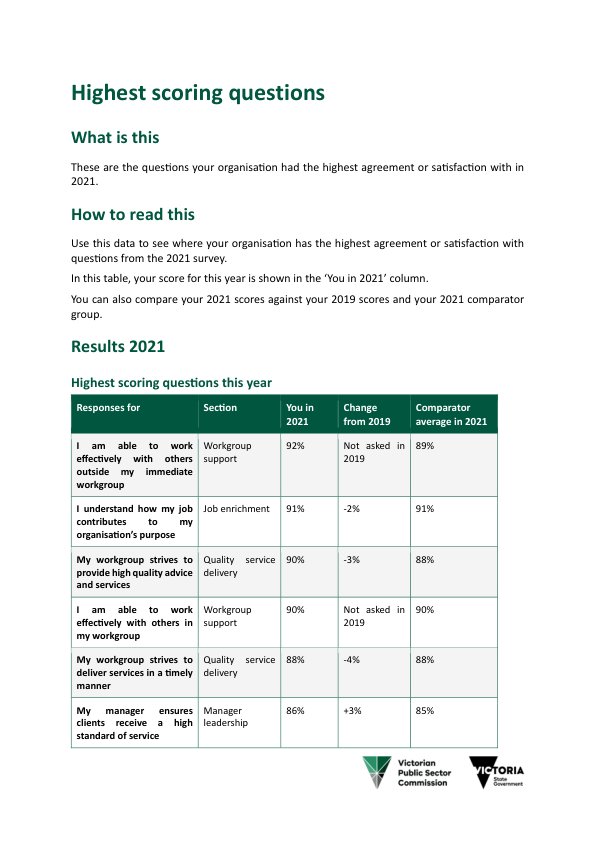 Highest scoring questions
What is this
These are the questions your organisation had the highest agreement or satisfaction with in
2021.
How to read this
Use this data to see where your organisation has the highest agreement or satisfaction with
questions from the 2021 survey.
In this table, your score for this year is shown in the ‘You in 2021’ column.
You can also compare your 2021 scores against your 2019 scores and your 2021 comparator
group.
Results 2021
Highest scoring questions this year
Responses for Section You in Change Comparator
2021 from 2019 average in 2021
I am able to work Workgroup 92% Not asked in 89%
effectively with others support 2019
outside my immediate
workgroup
I understand how my job Job enrichment 91% -2% 91%
contributes to my
organisation’s purpose
My workgroup strives to Quality service 90% -3% 88%
provide high quality advice delivery
and services
I am able to work Workgroup 90% Not asked in 90%
effectively with others in support 2019
my workgroup
My workgroup strives to Quality service 88% -4% 88%
deliver services in a timely delivery
manner
My manager ensures Manager 86% +3% 85%
clients receive a high leadership
standard of service
Victorian
Public Sector
Commission
VICTORIA
State
Government